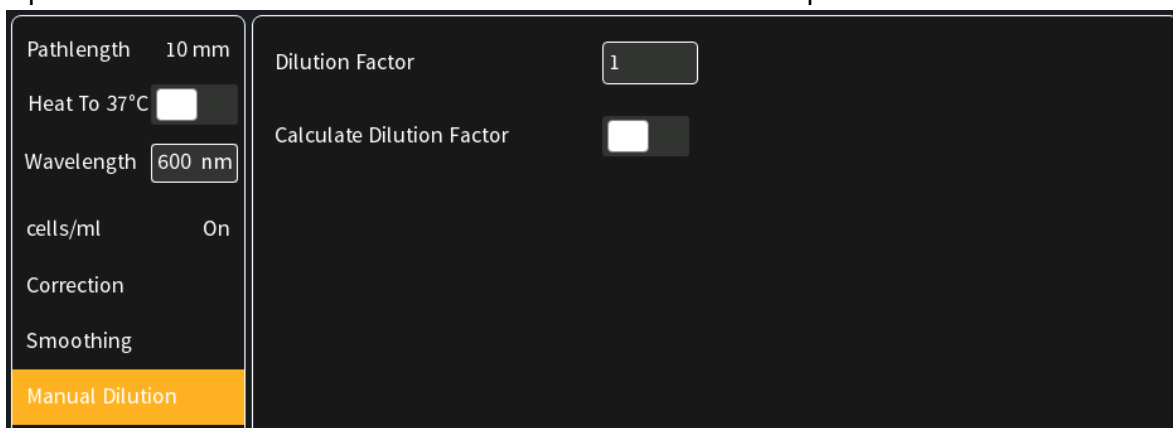 Pathlength 10 mm
Heat To 37°C
Wavelength 600 nm
cells/ml On
Correction
Smoothing
Manual Dilution
Dilution Factor 1
Calculate Dilution Factor